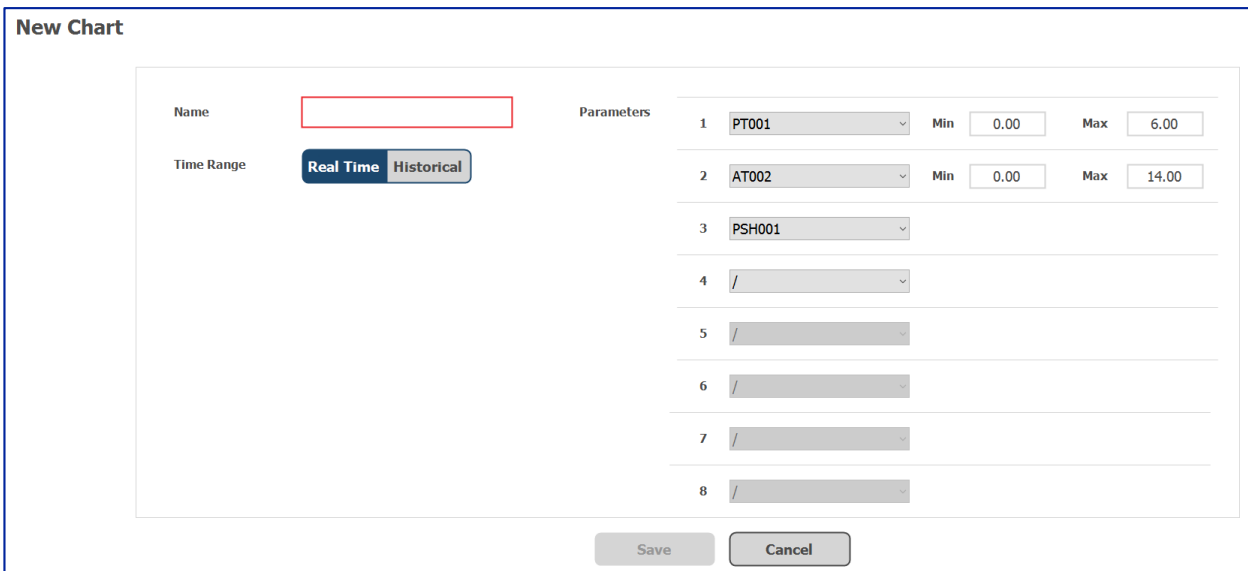 New Chart
Name
Parameters
1 PT001 Min 0.00 Max 6.00
Time Range Real Time Historical
2 AT002 Min 0.00 Max 14.00
3 PSH001
4 /
5 /
6 /
7 /
8 /
Save Cancel